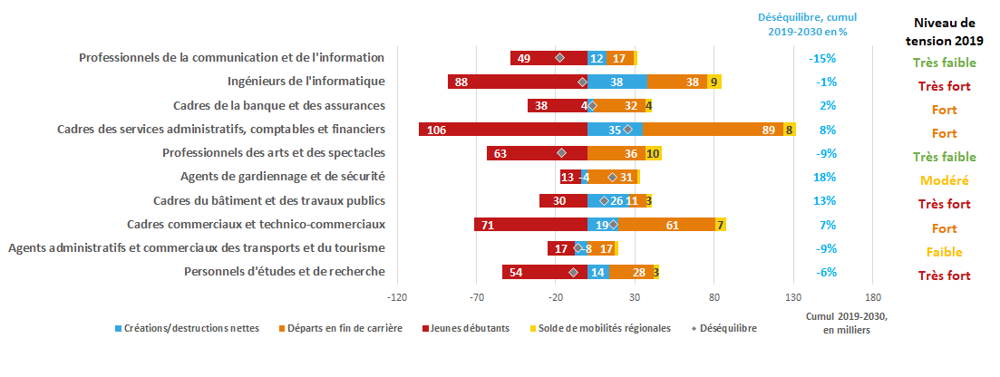 Déséquilibre, cumul
2019-2030 en %
Niveau de
tension 2019
Professionnels de la communication et de l'information 49 12 17 -15% Très faible
Ingénieurs de l'informatique 88 38 38 9 -1% Très fort
Cadres de la banque et des assurances 38 4 32 4 2% Fort
Cadres des services administratifs, comptables et financiers 106 35 89 8 8% Fort
Professionnels des arts et des spectacles 63 36 10 -9% Très faible
Agents de gardiennage et de sécurité 13 -4 31 18% Modéré
Cadres du bâtiment et des travaux publics 30 26 11 3 13% Très fort
Cadres commerciaux et technico-commerciaux 71 19 61 7 7% Fort
Agents administratifs et commerciaux des transports et du tourisme 17 -8 17 -9% Faible
Personnels d'études et de recherche 54 14 28 3 -6% Très fort
-120 -70 -20 30 80 130 180
Créations/destructions nettes Départs en fin de carrière Jeunes débutants Solde de mobilités régionales Déséquilibre
Cumul 2019-2030,
en milliers